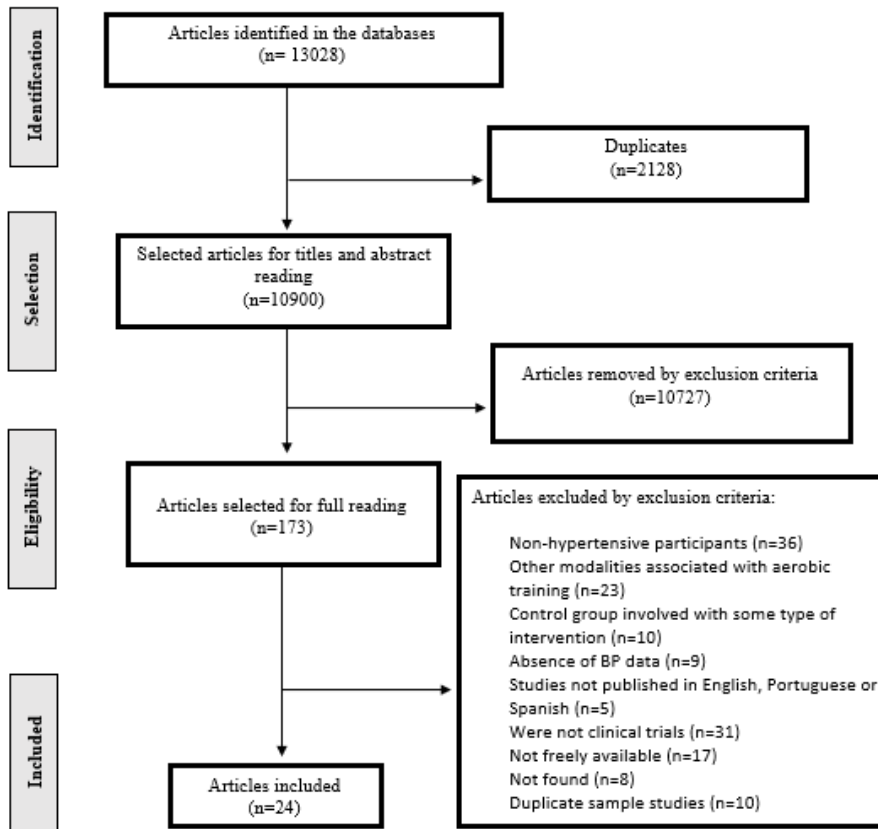 Identification
Articles identified in the databases
(n= 13028)
Duplicates
(n=2128)
Selection
Selected articles for titles and abstract
reading
(n=10900)
Articles removed by exclusion criteria
(n=10727)
Eligibility
Articles selected for full reading
(n=173)
Articles excluded by exclusion criteria:
Non-hypertensive participants (n=36)
Other modalities associated with aerobic
training (n=23)
Control group involved with some type of
intervention (n=10)
Absence of BP data (n=9)
Studies not published in English, Portuguese or
Spanish (n=5)
Were not clinical trials (n=31)
Not freely available (n=17)
Not found (n=8)
Duplicate sample studies (n=10)
Included
Articles included
(n=24)